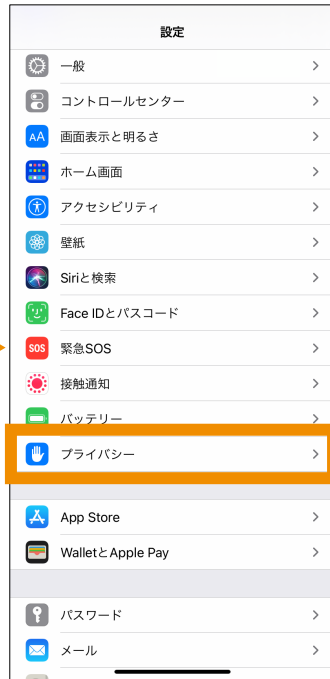 設定
一般
コントロールセンター
AA 画面表示と明るさ
ホーム画面
アクセシビリティ
壁紙
Siriと検索
Face IDとパスコード
SOS 緊急SOS
接触通知
バッテリー
プライバシー
App Store
WalletとApple Pay
パスワード
メール